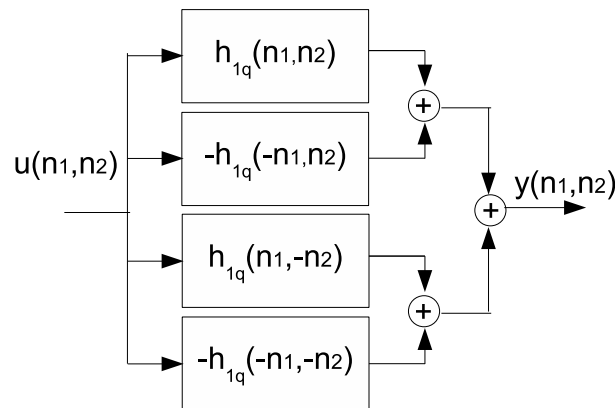 h1q(n1,n2)
+
u(n1,n2)
-h1q(-n1,n2)
y(n1,n2)
+
h1q(n1,-n2)
+
-h1q(-n1,-n2)